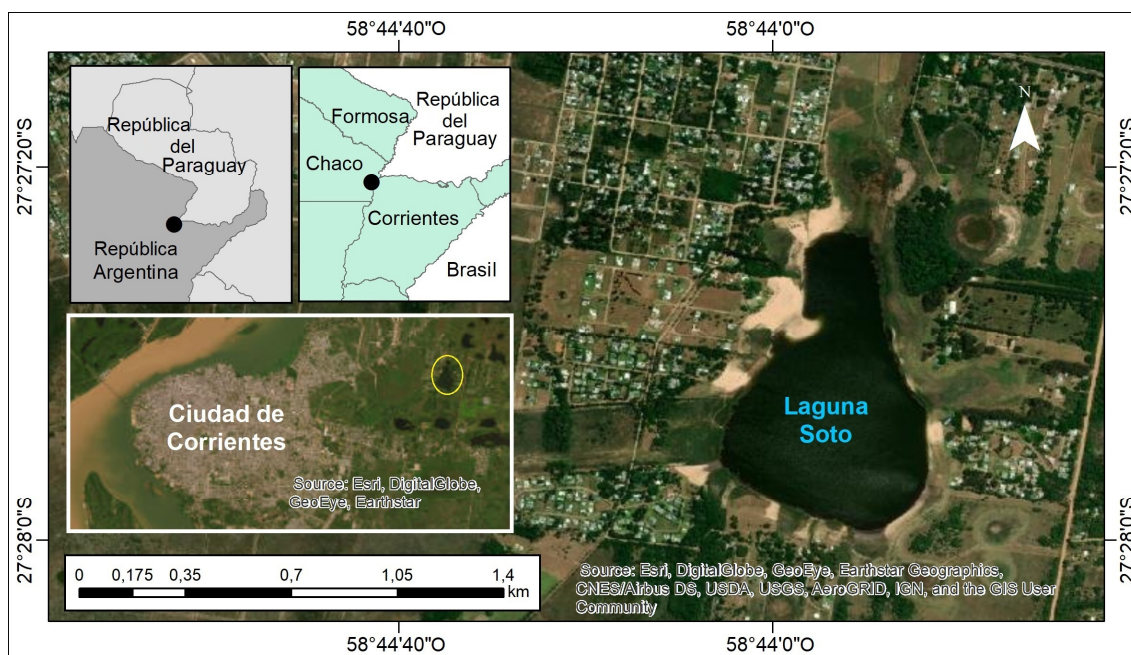 58°44'40"O
58°44'0"O
27°27'20"S
27°27'20"S
República
del
Paraguay
República
Argentina
Formosa
República
del
Paraguay
Chaco
Corrientes
Brasil
N
Ciudad de
Corrientes
Source: Esri, DigitalGlobe,
GeoEye, Earthstar
Laguna
Soto
27°28'0"S
27°28'0"S
0 0,175 0,35 0,7 1,05 1,4
km
Source: Esri, DigitalGlobe, GeoEye, Earthstar Geographics,
CNES/Airbus DS, USDA, USGS, AeroGRID, IGN, and the GIS User
Community
58°44'40"O
58°44'0"O